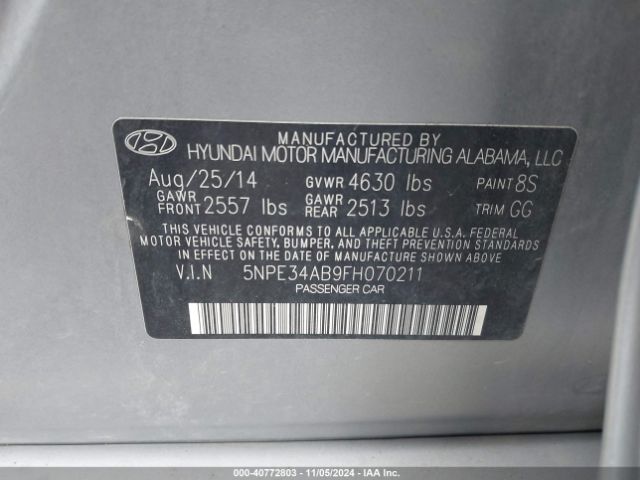 MANUFACTURED BY
HYUNDAI MOTOR MANUFACTURING ALABAMA, LLC
Aug/25/14 GVWR 4630 lbs PAINT 8S
GAWR FRONT 2557 lbs GAWR REAR 2513 lbs TRIM GG
THIS VEHICLE CONFORMS TO ALL APPLICABLE U.S.A. FEDERAL
MOTOR VEHICLE SAFETY, BUMPER, AND THEFT PREVENTION STANDARDS
IN EFFECT ON THE DATE OF MANUFACTURE SHOWN ABOVE
V.I.N 5NPE34AB9FH070211
PASSENGER CAR
000-40772803 - 11/05/2024 - IAA Inc.